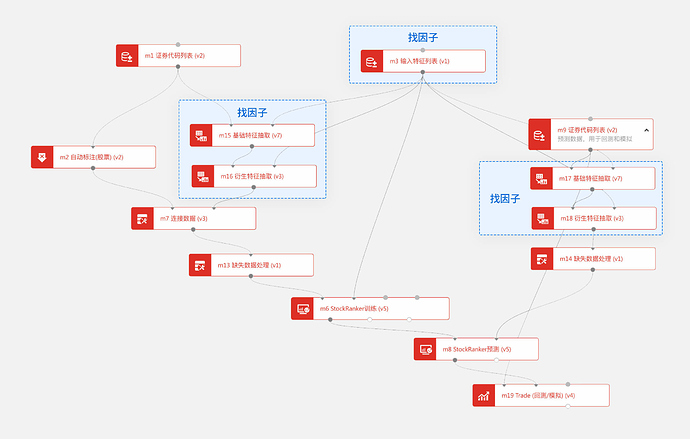 找因子
m1 证券代码列表 (v2)
m3 输入特征列表 (v1)
找因子
m15 基础特征抽取 (v7)
m9 证券代码列表 (v2)
预测数据，用于回测和模拟
m2 自动标注(股票) (v2)
m16 衍生特征抽取 (v3)
m17 基础特征抽取 (v7)
找因子
m7 连接数据 (v3)
m18 衍生特征抽取 (v3)
m13 缺失数据处理 (v1)
m14 缺失数据处理 (v1)
m6 StockRanker训练 (v5)
m8 StockRanker预测 (v5)
m19 Trade (回测/模拟) (v4)